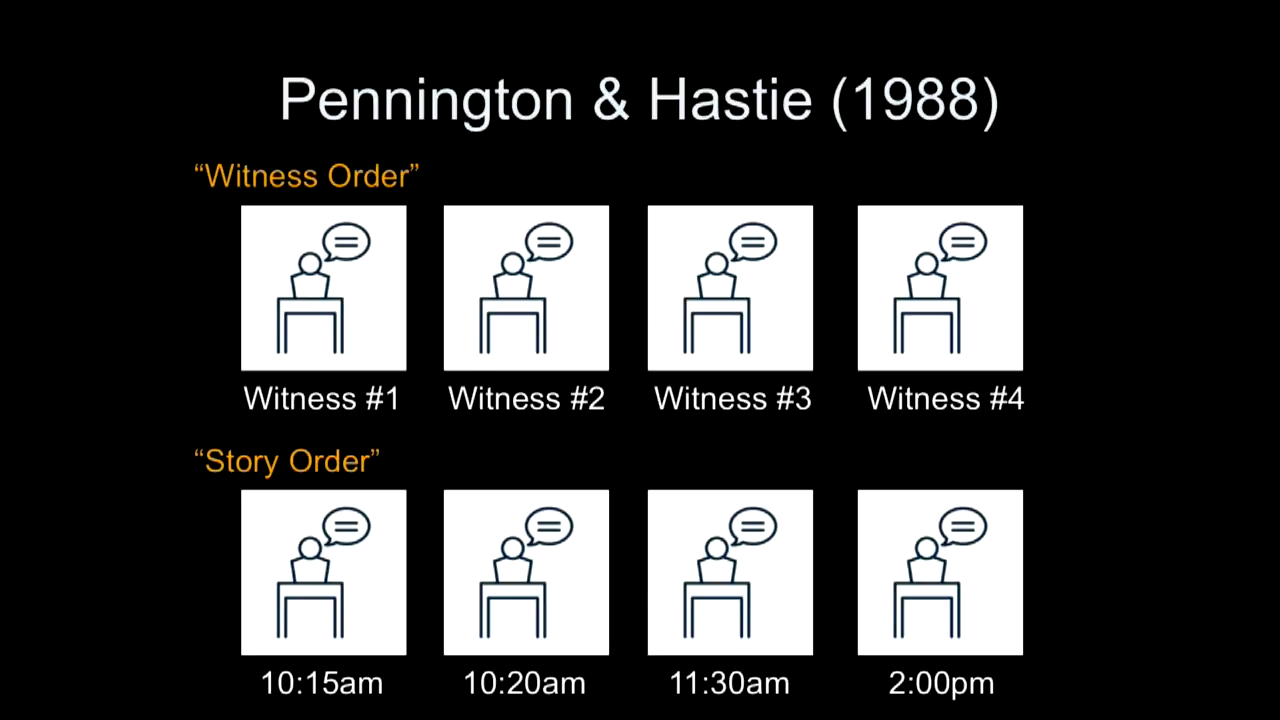 Pennington & Hastie (1988)
“Witness Order”
Witness #1 Witness #2 Witness #3 Witness #4
“Story Order”
10:15am 10:20am 11:30am 2:00pm